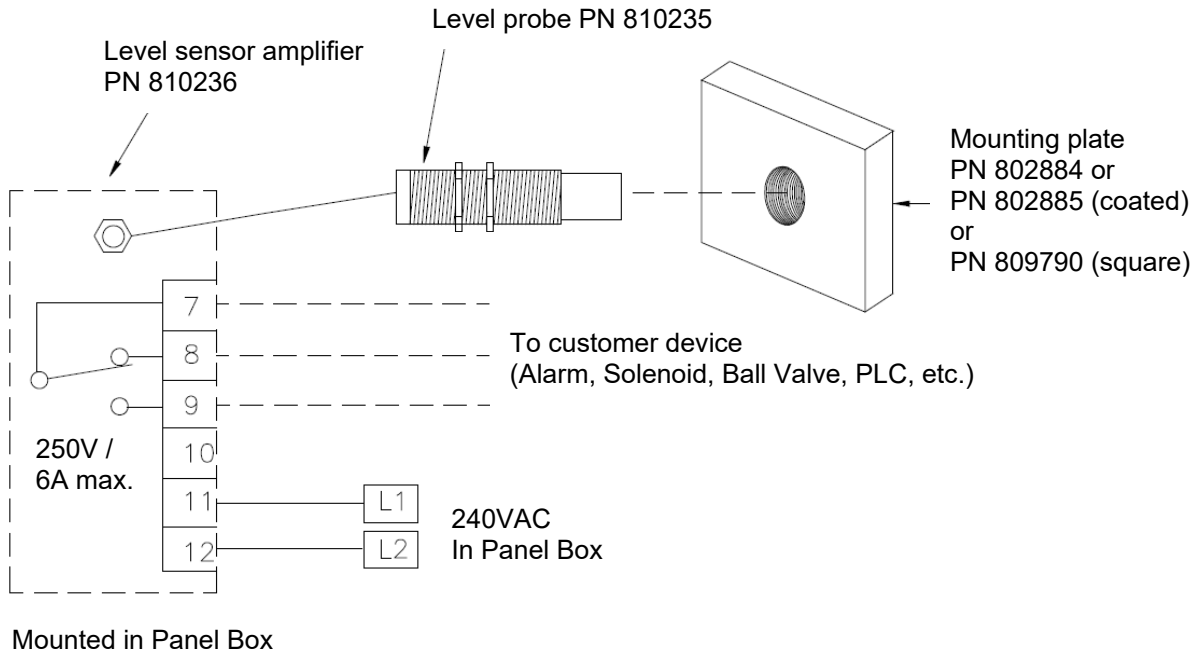 Level probe PN 810235
Level sensor amplifier
PN 810236
Mounting plate
PN 802884 or
PN 802885 (coated)
or
PN 809790 (square)
7
8
9
10
11
12
To customer device
(Alarm, Solenoid, Ball Valve, PLC, etc.)
250V /
6A max.
L1
L2
240VAC
In Panel Box
Mounted in Panel Box